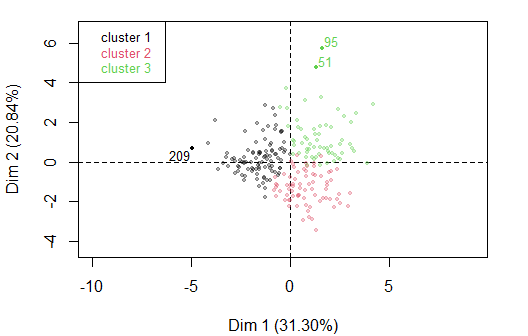 cluster 1
cluster 2
cluster 3
95
51
209
6
4
2
0
-2
-4
Dim 2 (20.84%)
-10 -5 0 5
Dim 1 (31.30%)